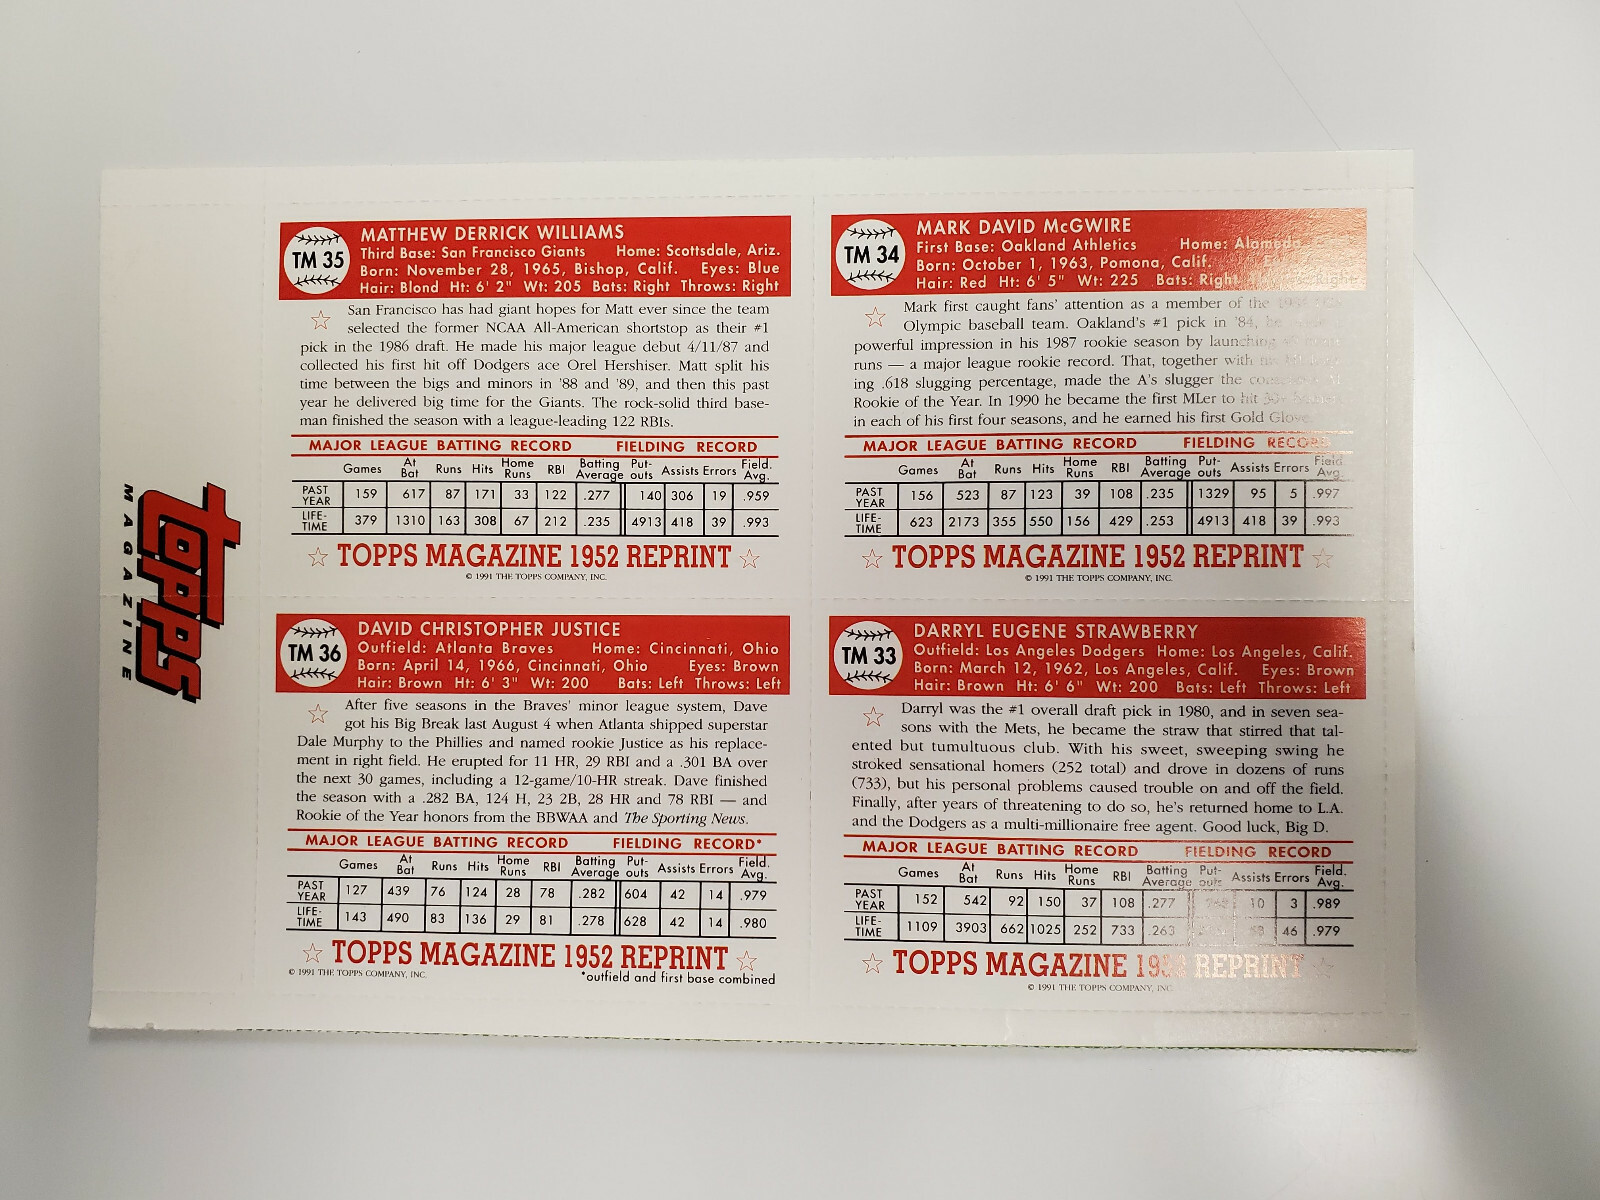 TOPPS
MAGAZINE
TM 35
MATTHEW DERRICK WILLIAMS
Third Base: San Francisco Giants Home: Scottsdale, Ariz.
Born: November 28, 1965, Bishop, Calif. Eyes: Blue
Hair: Blond Ht: 6' 2" Wt: 205 Bats: Right Throws: Right
San Francisco has had giant hopes for Matt ever since the team
selected the former NCAA All-American shortstop as their #1
pick in the 1986 draft. He made his major league debut 4/11/87 and
collected his first hit off Dodgers ace Orel Hershiser. Matt split his
time between the bigs and minors in '88 and '89, and then this past
year he delivered big time for the Giants. The rock-solid third base-
man finished the season with a league-leading 122 RBIs.
MAJOR LEAGUE BATTING RECORD FIELDING RECORD
Games At Bat Runs Hits Home Runs RBI Batting Average Put-outs Assists Errors Field. Avg.
PAST YEAR 159 617 87 171 33 122 .277 140 306 19 .959
LIFE-TIME 379 1310 163 308 67 212 .235 4913 418 39 .993
TOPPS MAGAZINE 1952 REPRINT
© 1991 THE TOPPS COMPANY, INC.
TM 34
MARK DAVID McGWIRE
First Base: Oakland Athletics Home: Alameda
Born: October 1, 1963, Pomona, Calif.
Hair: Red Ht: 6' 5" Wt: 225 Bats: Right
Mark first caught fans' attention as a member of the
Olympic baseball team. Oakland's #1 pick in '84, he
powerful impression in his 1987 rookie season by launching
runs — a major league rookie record. That, together with
ing .618 slugging percentage, made the A's slugger the
Rookie of the Year. In 1990 he became the first MLer to hit
in each of his first four seasons, and he earned his first Gold Glove
MAJOR LEAGUE BATTING RECORD FIELDING RECORD
Games At Bat Runs Hits Home Runs RBI Batting Average Put-outs Assists Errors Field Avg.
PAST YEAR 156 523 87 123 39 108 .235 1329 95 5 .997
LIFE-TIME 623 2173 355 550 156 429 .253 4913 418 39 .993
TOPPS MAGAZINE 1952 REPRINT
© 1991 THE TOPPS COMPANY, INC.
TM 36
DAVID CHRISTOPHER JUSTICE
Outfield: Atlanta Braves Home: Cincinnati, Ohio
Born: April 14, 1966, Cincinnati, Ohio Eyes: Brown
Hair: Brown Ht: 6' 3" Wt: 200 Bats: Left Throws: Left
After five seasons in the Braves' minor league system, Dave
got his Big Break last August 4 when Atlanta shipped superstar
Dale Murphy to the Phillies and named rookie Justice as his replace-
ment in right field. He erupted for 11 HR, 29 RBI and a .301 BA over
the next 30 games, including a 12-game/10-HR streak. Dave finished
the season with a .282 BA, 124 H, 23 2B, 28 HR and 78 RBI — and
Rookie of the Year honors from the BBWAA and The Sporting News.
MAJOR LEAGUE BATTING RECORD FIELDING RECORD*
Games At Bat Runs Hits Home Runs RBI Batting Average Put-outs Assists Errors Field. Avg.
PAST YEAR 127 439 76 124 28 78 .282 604 42 14 .979
LIFE-TIME 143 490 83 136 29 81 .278 628 42 14 .980
TOPPS MAGAZINE 1952 REPRINT
© 1991 THE TOPPS COMPANY, INC.
*outfield and first base combined
TM 33
DARRYL EUGENE STRAWBERRY
Outfield: Los Angeles Dodgers Home: Los Angeles, Calif.
Born: March 12, 1962, Los Angeles, Calif. Eyes: Brown
Hair: Brown Ht: 6' 6" Wt: 200 Bats: Left Throws: Left
Darryl was the #1 overall draft pick in 1980, and in seven sea-
sons with the Mets, he became the straw that stirred that tal-
ented but tumultuous club. With his sweet, sweeping swing he
stroked sensational homers (252 total) and drove in dozens of runs
(733), but his personal problems caused trouble on and off the field.
Finally, after years of threatening to do so, he's returned home to L.A.
and the Dodgers as a multi-millionaire free agent. Good luck, Big D.
MAJOR LEAGUE BATTING RECORD FIELDING RECORD
Games At Bat Runs Hits Home Runs RBI Batting Average Put-outs Assists Errors Field. Avg.
PAST YEAR 152 542 92 150 37 108 .277 10 3 .989
LIFE-TIME 1109 3903 662 1025 252 733 .263 46 .979
TOPPS MAGAZINE 1952 REPRINT
© 1991 THE TOPPS COMPANY, INC.